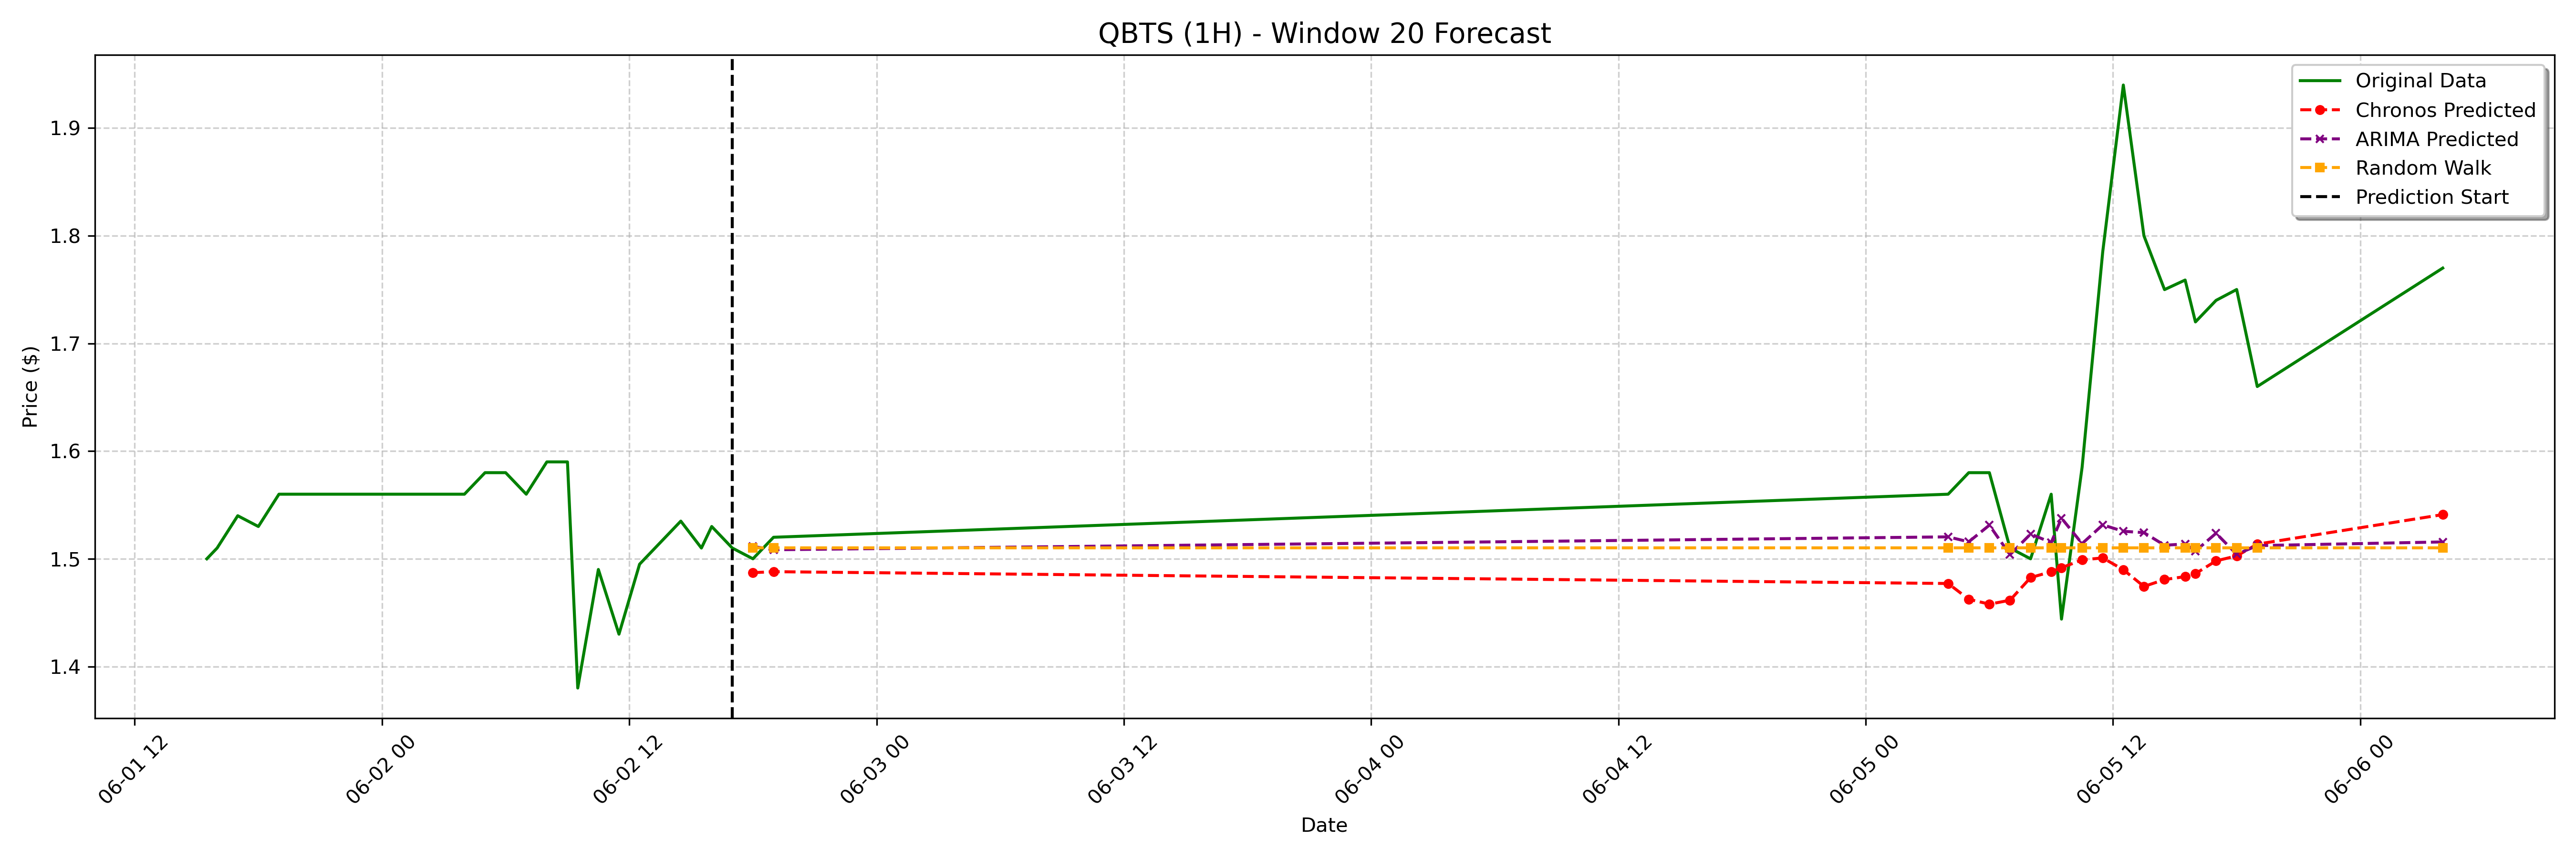 QBTS (1H) - Window 20 Forecast
Original Data
Chronos Predicted
ARIMA Predicted
Random Walk
Prediction Start
Price ($)
1.9
1.8
1.7
1.6
1.5
1.4
06-01 12
06-02 00
06-02 12
06-03 00
06-03 12
06-04 00
06-04 12
06-05 00
06-05 12
06-06 00
Date